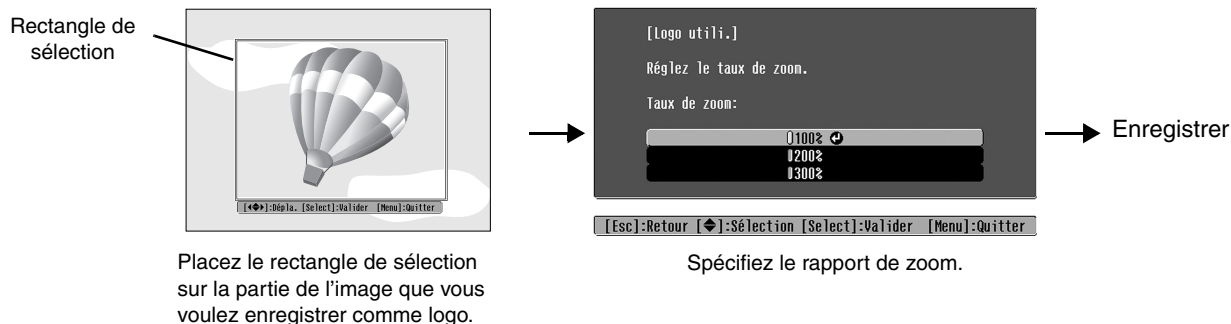 Rectangle de
sélection
[Logo utili.]
Réglez le taux de zoom.
Taux de zoom:
100%
200%
300%
Enregistrer
[◀◆▶]:Dépla. [Select]:Valider [Menu]:Quitter
[Esc]:Retour [◆]:Sélection [Select]:Valider [Menu]:Quitter
Placez le rectangle de sélection
sur la partie de l'image que vous
voulez enregistrer comme logo.
Spécifiez le rapport de zoom.